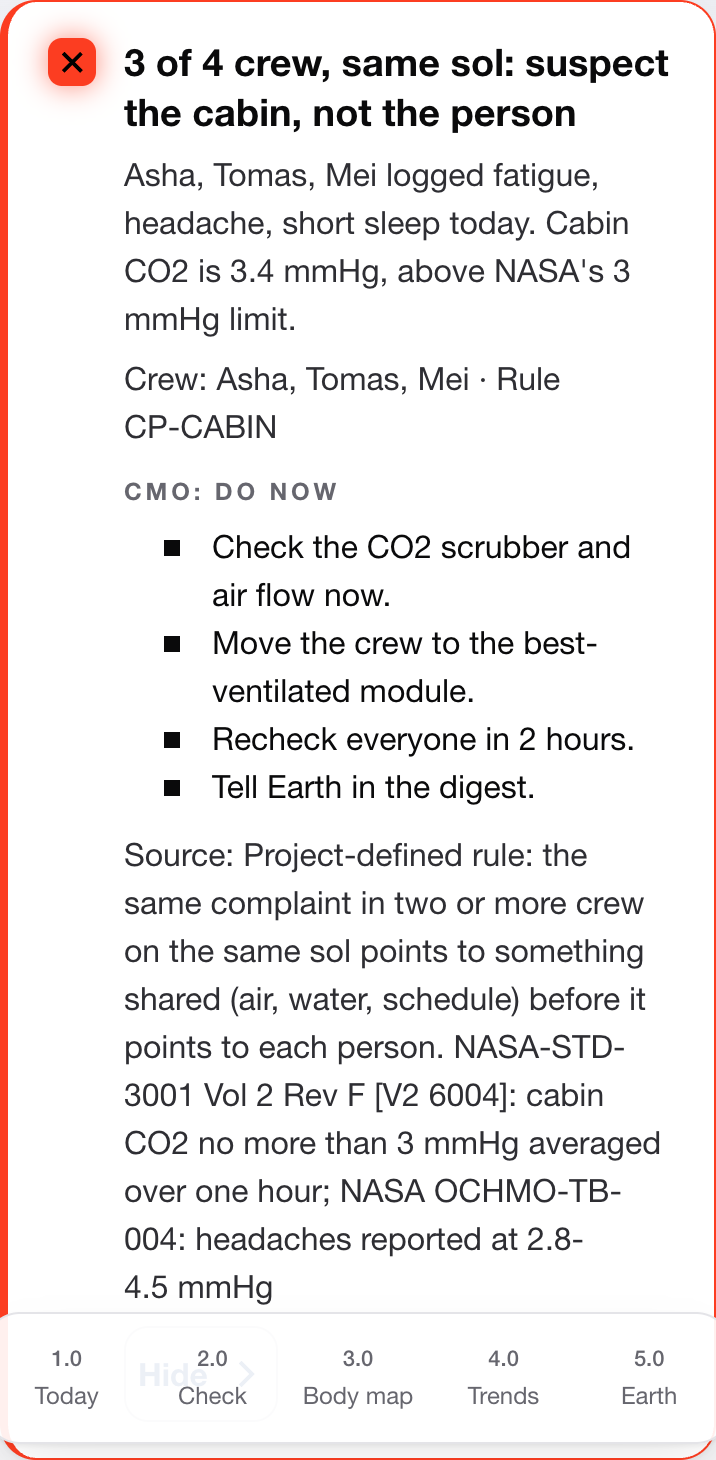 3 of 4 crew, same sol: suspect
the cabin, not the person
Asha, Tomas, Mei logged fatigue,
headache, short sleep today. Cabin
CO2 is 3.4 mmHg, above NASA's 3
mmHg limit.
Crew: Asha, Tomas, Mei · Rule
CP-CABIN
CMO: DO NOW
Check the CO2 scrubber and
air flow now.
Move the crew to the best-
ventilated module.
Recheck everyone in 2 hours.
Tell Earth in the digest.
Source: Project-defined rule: the
same complaint in two or more crew
on the same sol points to something
shared (air, water, schedule) before it
points to each person. NASA-STD-
3001 Vol 2 Rev F [V2 6004]: cabin
CO2 no more than 3 mmHg averaged
over one hour; NASA OCHMO-TB-
004: headaches reported at 2.8-
4.5 mmHg
Hide
1.0 2.0 3.0 4.0 5.0
Today Check Body map Trends Earth